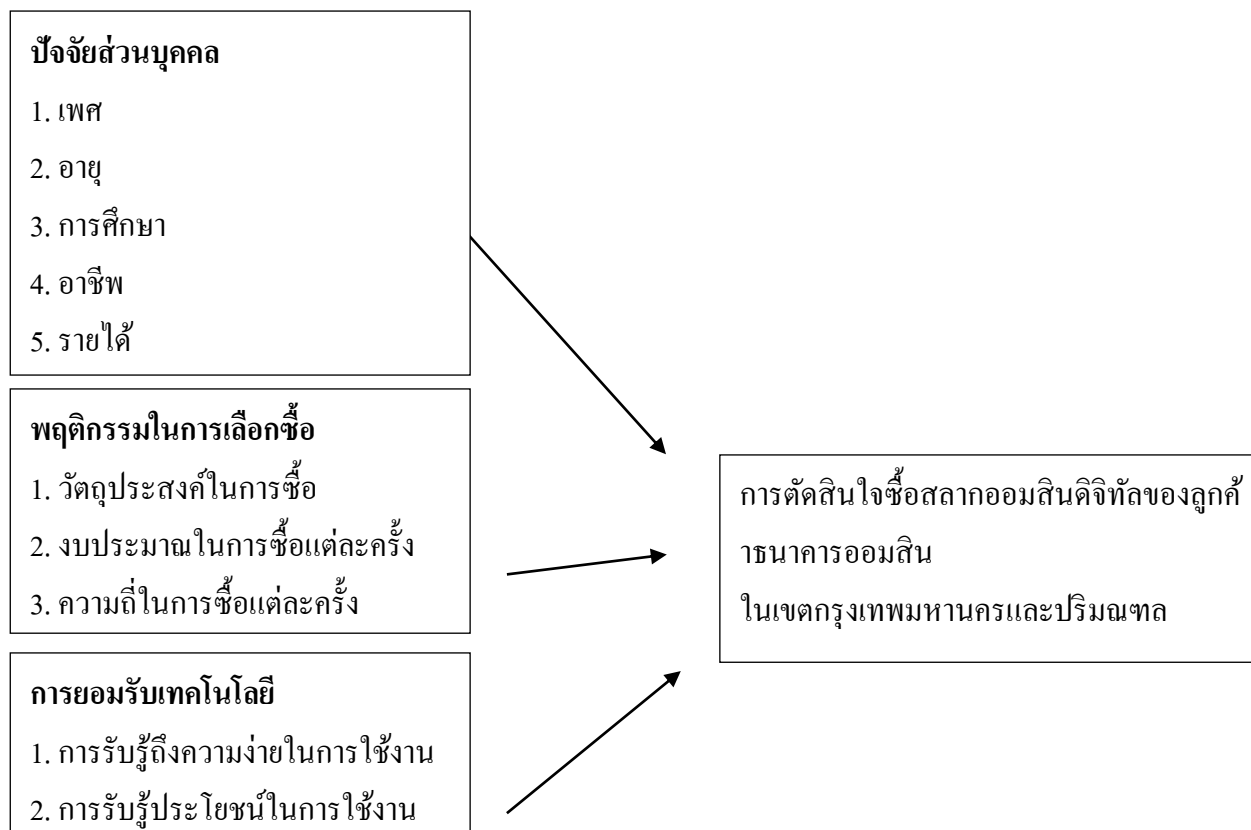 ปัจจัยส่วนบุคคล
1. เพศ
2. อายุ
3. การศึกษา
4. อาชีพ
5. รายได้
พฤติกรรมในการเลือกซื้อ
1. วัตถุประสงค์ในการซื้อ
2. งบประมาณในการซื้อแต่ละครั้ง
3. ความถี่ในการซื้อแต่ละครั้ง
การยอมรับเทคโนโลยี
1. การรับรู้ถึงความง่ายในการใช้งาน
2. การรับรู้ประโยชน์ในการใช้งาน
การตัดสินใจซื้อสลากออมสินดิจิทัลของลูกค้
าธนาคารออมสิน
ในเขตกรุงเทพมหานครและปริมณฑล